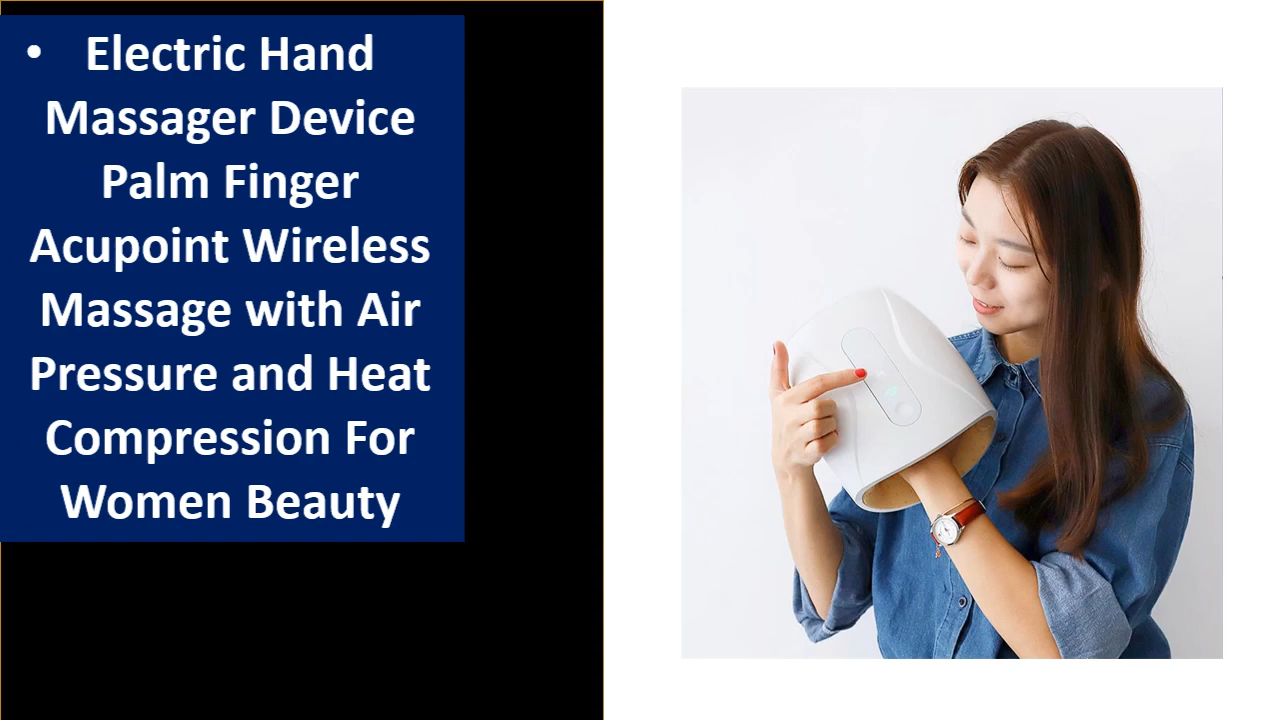 • Electric Hand
Massager Device
Palm Finger
Acupoint Wireless
Massage with Air
Pressure and Heat
Compression For
Women Beauty